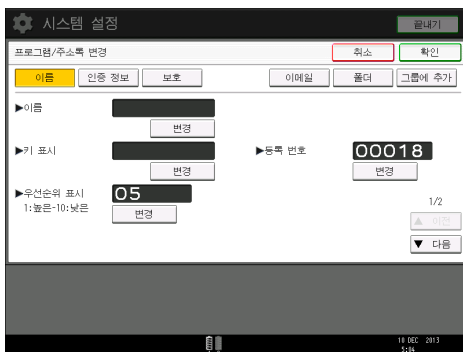 시스템 설정 끝내기
프로그램/주소록 변경 취소 확인
이름 인증 정보 보호 이메일 폴더 그룹에 추가
▶이름
변경
▶키 표시 ▶등록 번호 00018
변경 변경
▶우선순위 표시 05
1:높은-10:낮은 변경
1/2
▲ 이전
▼ 다음
10 DEC 2013
5:04